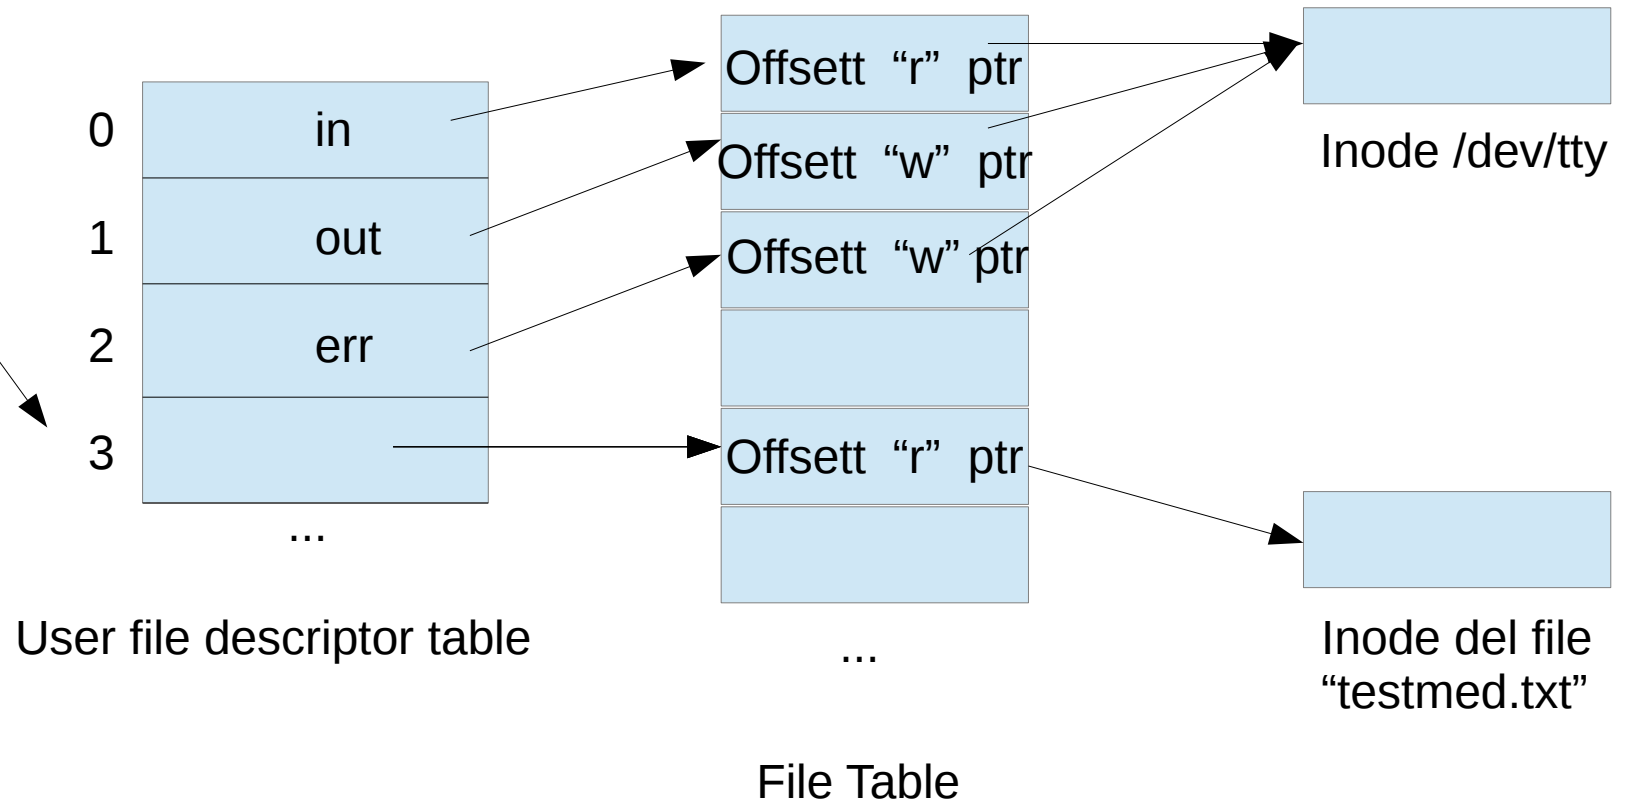 0 in
1 out
2 err
3
...
User file descriptor table
Offsett “r” ptr
Offsett “w” ptr
Offsett “w” ptr
Offsett “r” ptr
...
File Table
Inode /dev/tty
Inode del file
“testmed.txt”